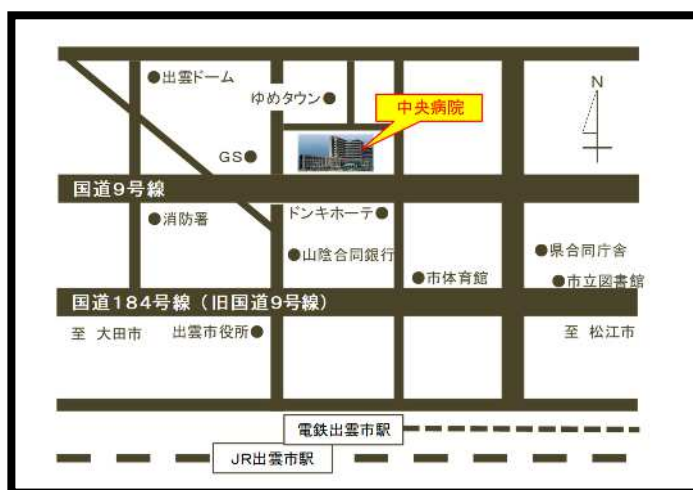 出雲ドーム
ゆめタウン
中央病院
N
GS
国道9号線
消防署
ドンキホーテ
山陰合同銀行
県合同庁舎
市体育館
市立図書館
国道184号線（旧国道9号線）
至 大田市
出雲市役所
至 松江市
電鉄出雲市駅
JR出雲市駅